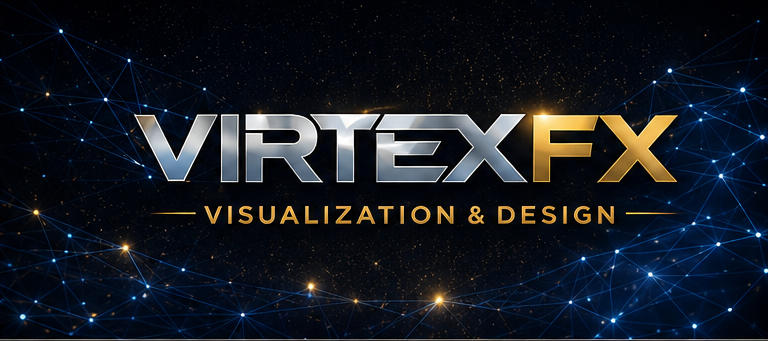 VIRTEXFX
VISUALIZATION & DESIGN